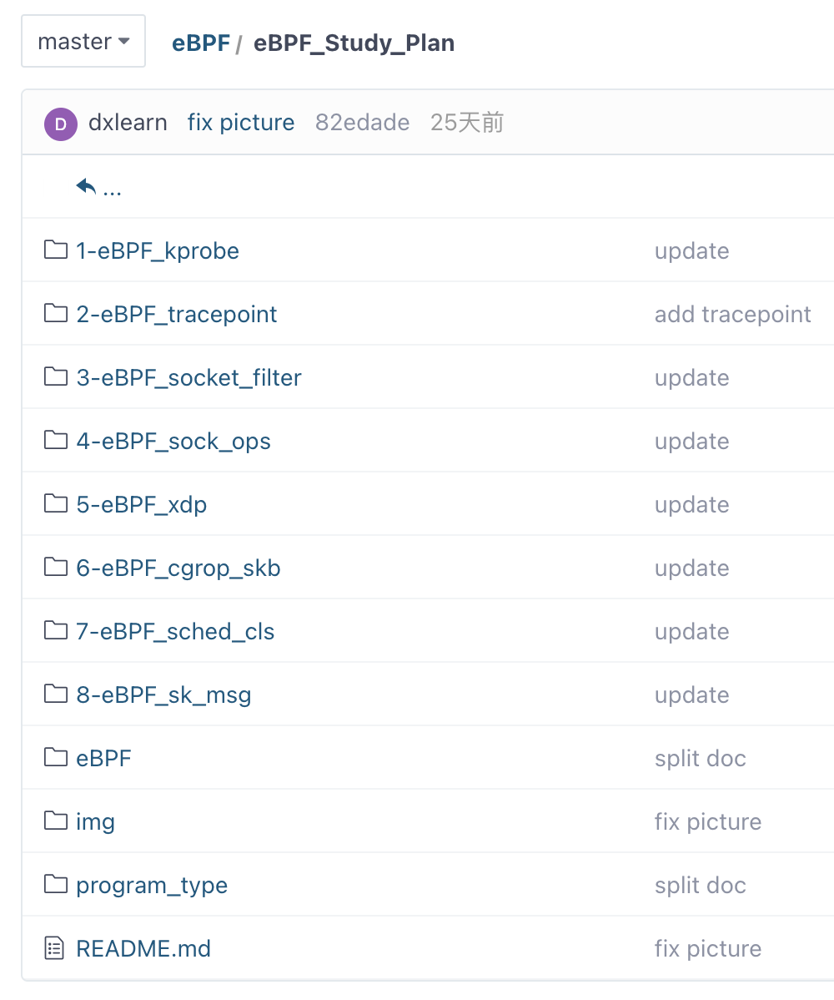 master eBPF / eBPF_Study_Plan
D dxlearn fix picture 82edade 25天前
...
1-eBPF_kprobe update
2-eBPF_tracepoint add tracepoint
3-eBPF_socket_filter update
4-eBPF_sock_ops update
5-eBPF_xdp update
6-eBPF_cgrop_skb update
7-eBPF_sched_cls update
8-eBPF_sk_msg update
eBPF split doc
img fix picture
program_type split doc
README.md fix picture